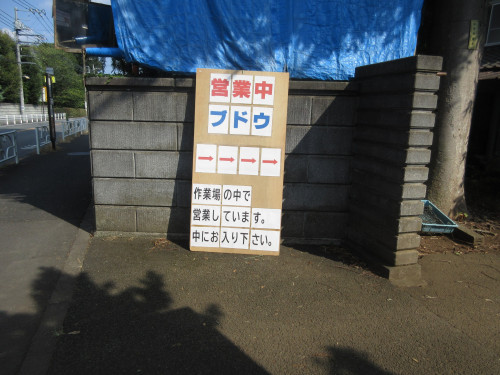 営業中
ブドウ
→→→→
作業場の中で
営業しています。
中にお入り下さい。